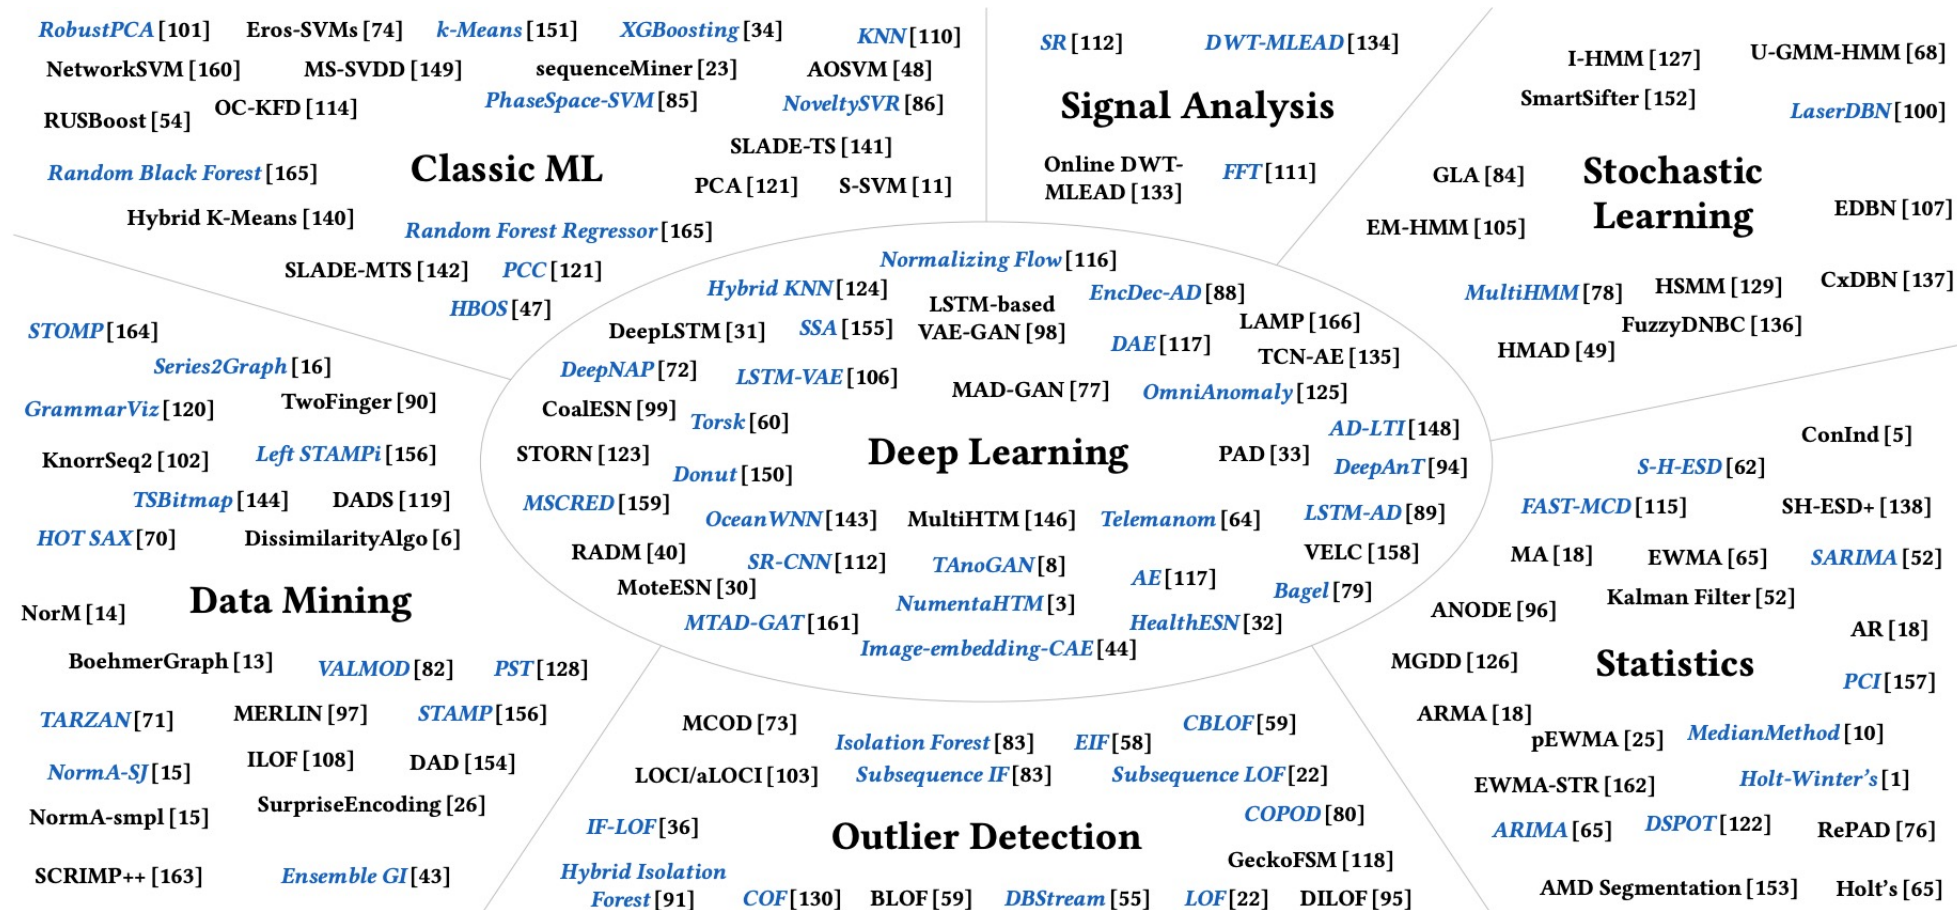 RobustPCA [101] Eros-SVMs [74] k-Means [151] XGBoosting [34] KNN [110]
NetworkSVM [160] MS-SVDD [149] sequenceMiner [23] AOSVM [48]
RUSBoost [54] OC-KFD [114] PhaseSpace-SVM [85] NoveltySVR [86]
SLADE-TS [141]
Random Black Forest [165] Classic ML PCA [121] S-SVM [11]
Hybrid K-Means [140] Random Forest Regressor [165]
SLADE-MTS [142] PCC [121]
HBOS [47]
SR [112] DWT-MLEAD [134]
Signal Analysis
Online DWT-
MLEAD [133] FFT [111]
I-HMM [127] U-GMM-HMM [68]
SmartSifter [152] LaserDBN [100]
GLA [84] Stochastic
Learning EDBN [107]
EM-HMM [105]
MultiHMM [78] HSMM [129] CxDBN [137]
FuzzyDNBC [136]
HMAD [49]
Normalizing Flow [116]
Hybrid KNN [124] LSTM-based
VAE-GAN [98] EncDec-AD [88]
DeepLSTM [31] SSA [155] DAE [117] LAMP [166]
TCN-AE [135]
DeepNAP [72] LSTM-VAE [106] MAD-GAN [77] OmniAnomaly [125]
CoalESN [99] Torsk [60] AD-LTI [148]
STORN [123] Donut [150] Deep Learning PAD [33] DeepAnT [94]
MSCRED [159] OceanWNN [143] MultiHTM [146] Telemanom [64] LSTM-AD [89]
RADM [40] SR-CNN [112] TAnoGAN [8] AE [117] VELC [158]
MoteESN [30] NumentaHTM [3] Bagel [79]
MTAD-GAT [161] HealthESN [32]
Image-embedding-CAE [44]
STOMP [164]
Series2Graph [16]
GrammarViz [120] TwoFinger [90]
KnorrSeq2 [102] Left STAMPi [156]
TSBitmap [144] DADS [119]
HOT SAX [70] DissimilarityAlgo [6]
NorM [14] Data Mining
BoehmerGraph [13] VALMOD [82] PST [128]
TARZAN [71] MERLIN [97] STAMP [156]
NormA-SJ [15] ILOF [108] DAD [154]
NormA-smpl [15] SurpriseEncoding [26]
SCRIMP++ [163] Ensemble GI [43]
MCOD [73] CBLOF [59]
Isolation Forest [83] EIF [58]
LOCI/aLOCI [103] Subsequence IF [83] Subsequence LOF [22]
IF-LOF [36] Outlier Detection COPOD [80]
GeckoFSM [118]
Hybrid Isolation
Forest [91] COF [130] BLOF [59] DBStream [55] LOF [22] DILOF [95]
ConInd [5]
S-H-ESD [62]
FAST-MCD [115] SH-ESD+ [138]
MA [18] EWMA [65] SARIMA [52]
ANODE [96] Kalman Filter [52]
AR [18]
MGDD [126] Statistics
PCI [157]
ARMA [18]
pEWMA [25] MedianMethod [10]
EWMA-STR [162] Holt-Winter’s [1]
ARIMA [65] DSPOT [122] RePAD [76]
AMD Segmentation [153] Holt’s [65]